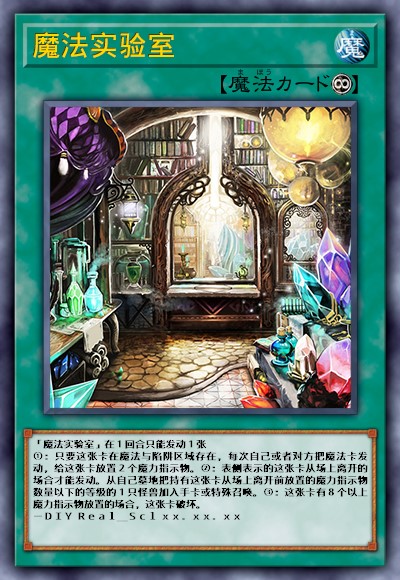 魔法实验室
魔
【魔法カード】
まほう
「魔法实验室」在１回合只能发动１张
①：只要这张卡在魔法与陷阱区域存在，每次自己或者对方把魔法卡发
动，给这张卡放置２个魔力指示物。②：表侧表示的这张卡从场上离开的
场合才能发动。从自己墓地把持有这张卡从场上离开前放置的魔力指示物
数量以下的等级的１只怪兽加入手卡或特殊召唤。③：这张卡有８个以上
魔力指示物放置的场合，这张卡破坏。
－ＤＩＹ Ｒｅａｌ＿Ｓｃｌ ｘｘ．ｘｘ．ｘｘ